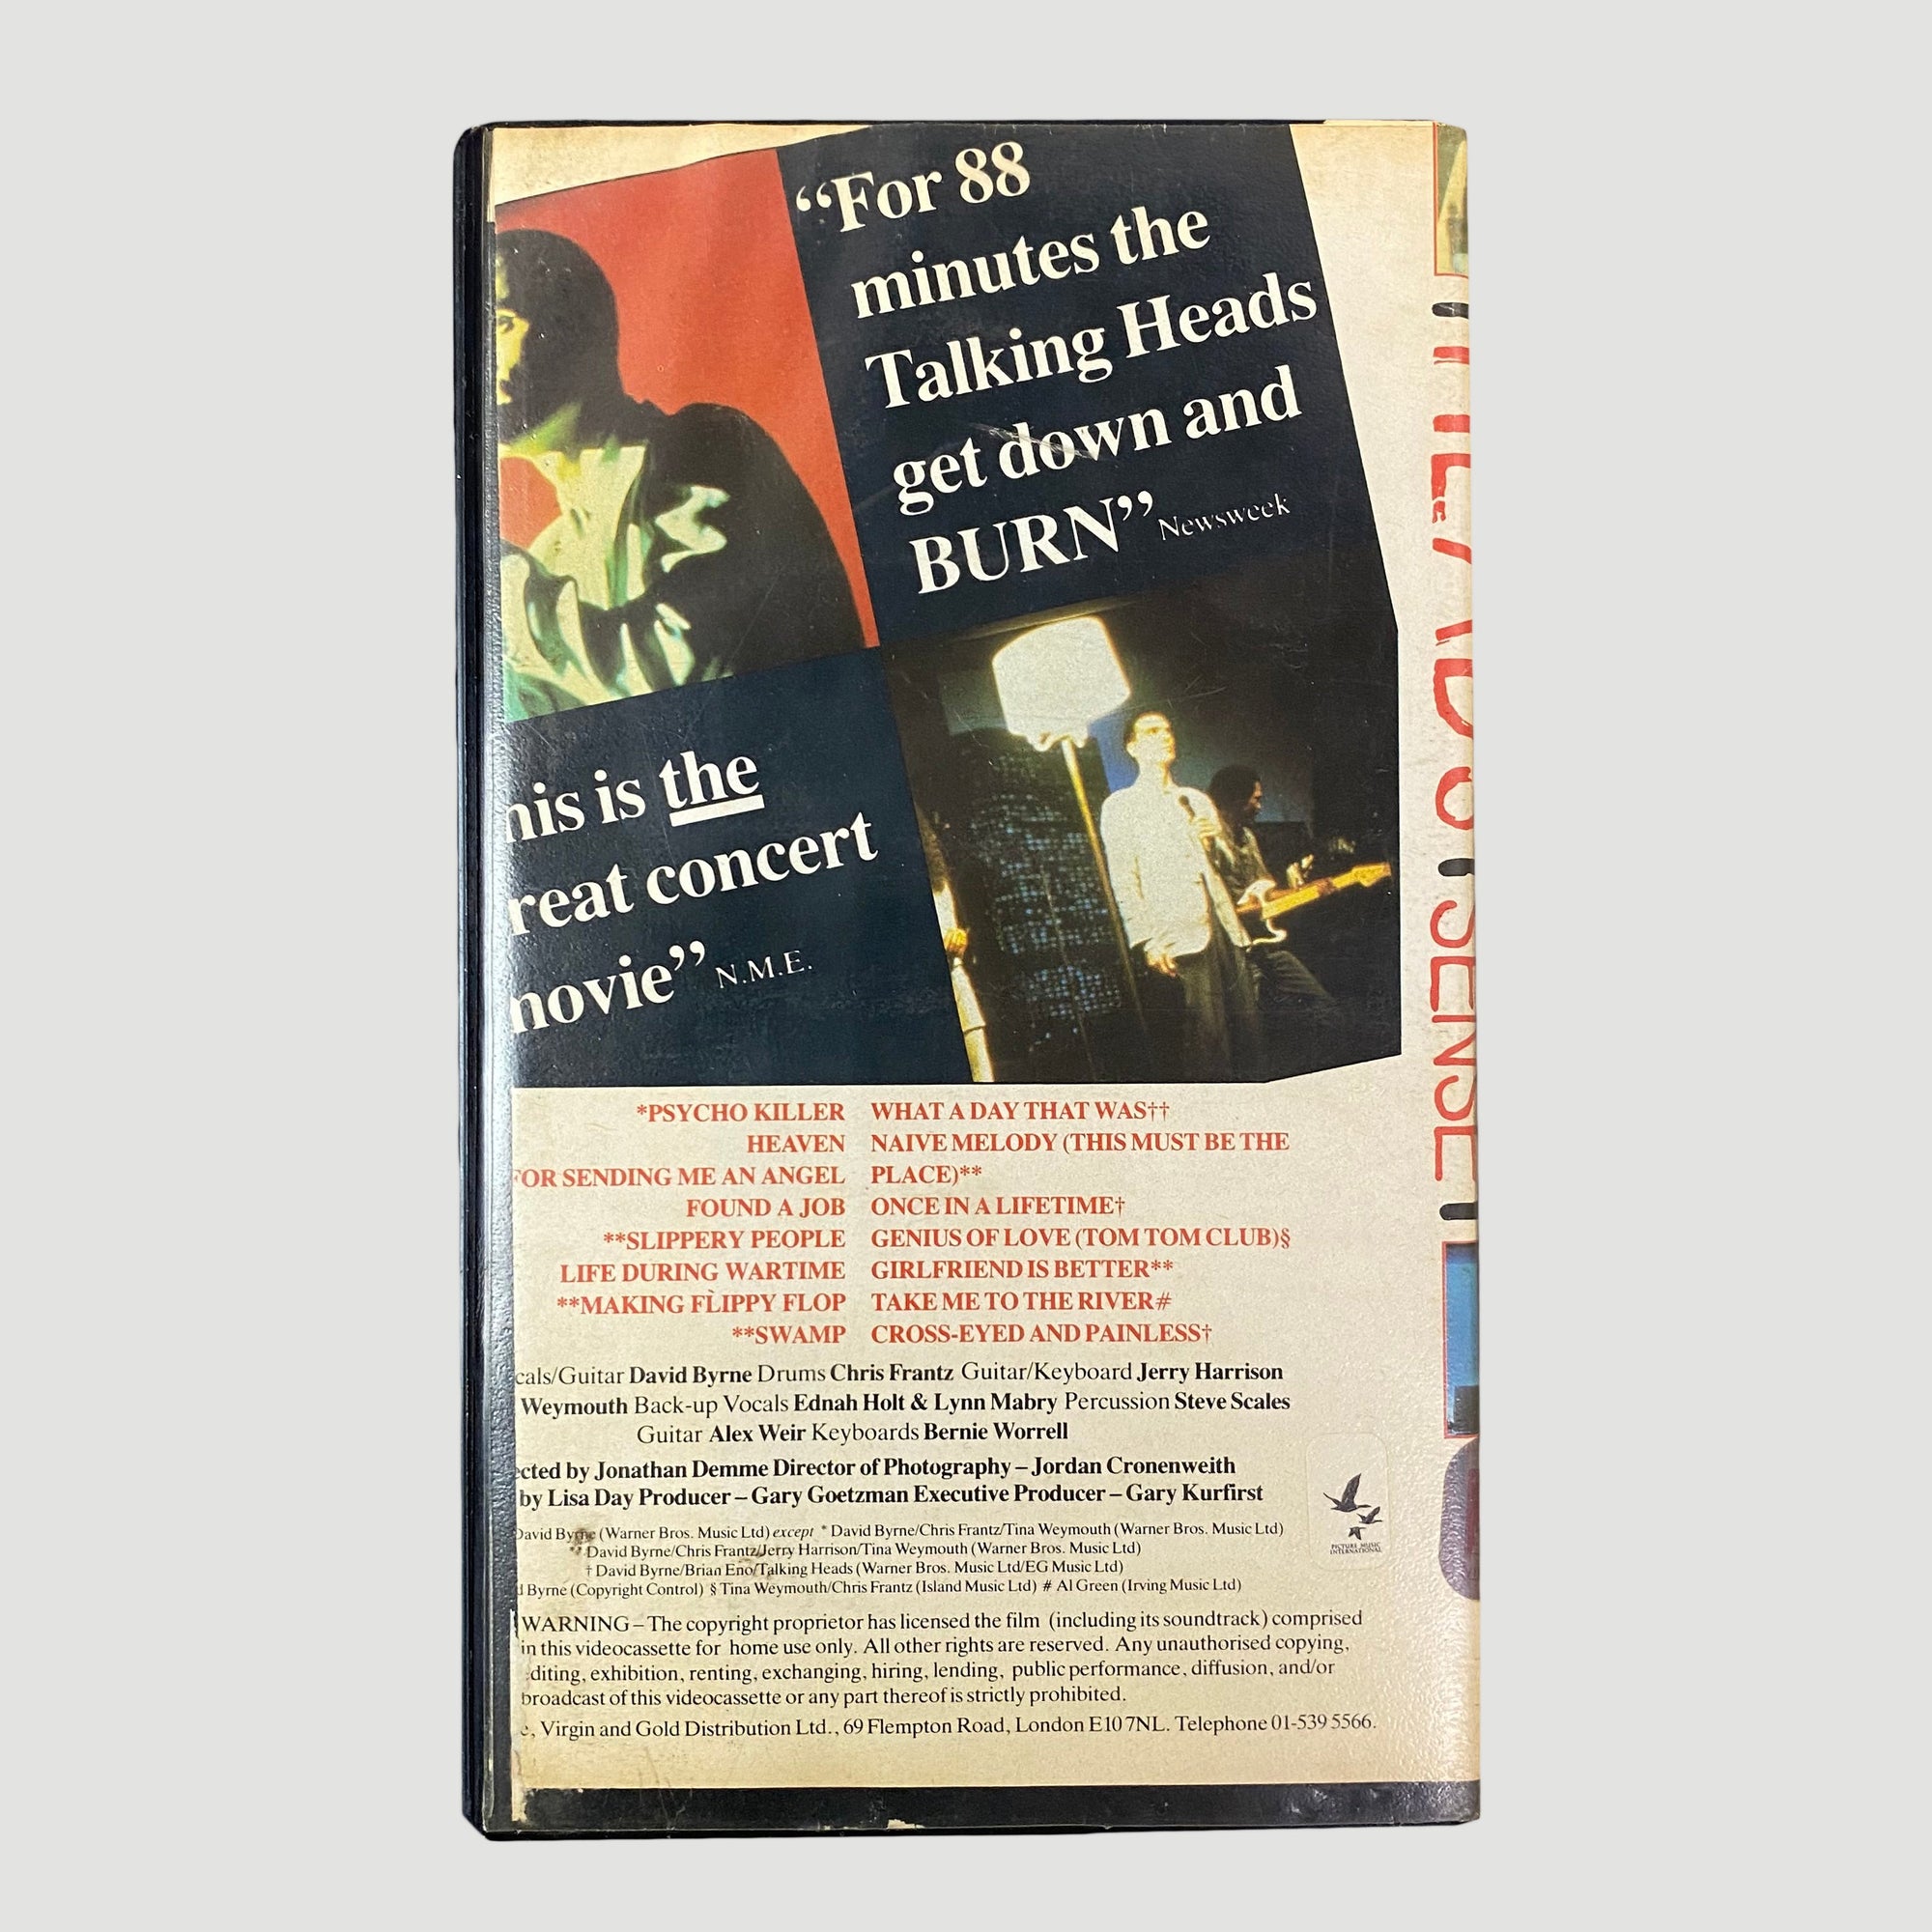 “For 88
minutes the
Talking Heads
get down and
BURN” Newsweek
his is the
reat concert
movie” N.M.E.
*PSYCHO KILLER
HEAVEN
FOR SENDING ME AN ANGEL
FOUND A JOB
**SLIPPERY PEOPLE
LIFE DURING WARTIME
**MAKING FLIPPY FLOP
**SWAMP
WHAT A DAY THAT WAS††
NAIVE MELODY (THIS MUST BE THE
PLACE)**
ONCE IN A LIFETIME†
GENIUS OF LOVE (TOM TOM CLUB)§
GIRLFRIEND IS BETTER**
TAKE ME TO THE RIVER#
CROSS-EYED AND PAINLESS†
cals/Guitar David Byrne Drums Chris Frantz Guitar/Keyboard Jerry Harrison
Weymouth Back-up Vocals Ednah Holt & Lynn Mabry Percussion Steve Scales
Guitar Alex Weir Keyboards Bernie Worrell
cted by Jonathan Demme Director of Photography – Jordan Cronenweith
by Lisa Day Producer – Gary Goetzman Executive Producer – Gary Kurfirst
David Byrne (Warner Bros. Music Ltd) except * David Byrne/Chris Frantz/Tina Weymouth (Warner Bros. Music Ltd)
** David Byrne/Chris Frantz/Jerry Harrison/Tina Weymouth (Warner Bros. Music Ltd)
† David Byrne/Brian Eno/Talking Heads (Warner Bros. Music Ltd/EG Music Ltd)
d Byrne (Copyright Control) § Tina Weymouth/Chris Frantz (Island Music Ltd) # Al Green (Irving Music Ltd)
WARNING – The copyright proprietor has licensed the film (including its soundtrack) comprised
in this videocassette for home use only. All other rights are reserved. Any unauthorised copying,
diting, exhibition, renting, exchanging, hiring, lending, public performance, diffusion, and/or
broadcast of this videocassette or any part thereof is strictly prohibited.
e, Virgin and Gold Distribution Ltd., 69 Flempton Road, London E10 7NL. Telephone 01-539 5566.
PICTURE MUSIC
INTERNATIONAL
SENSE